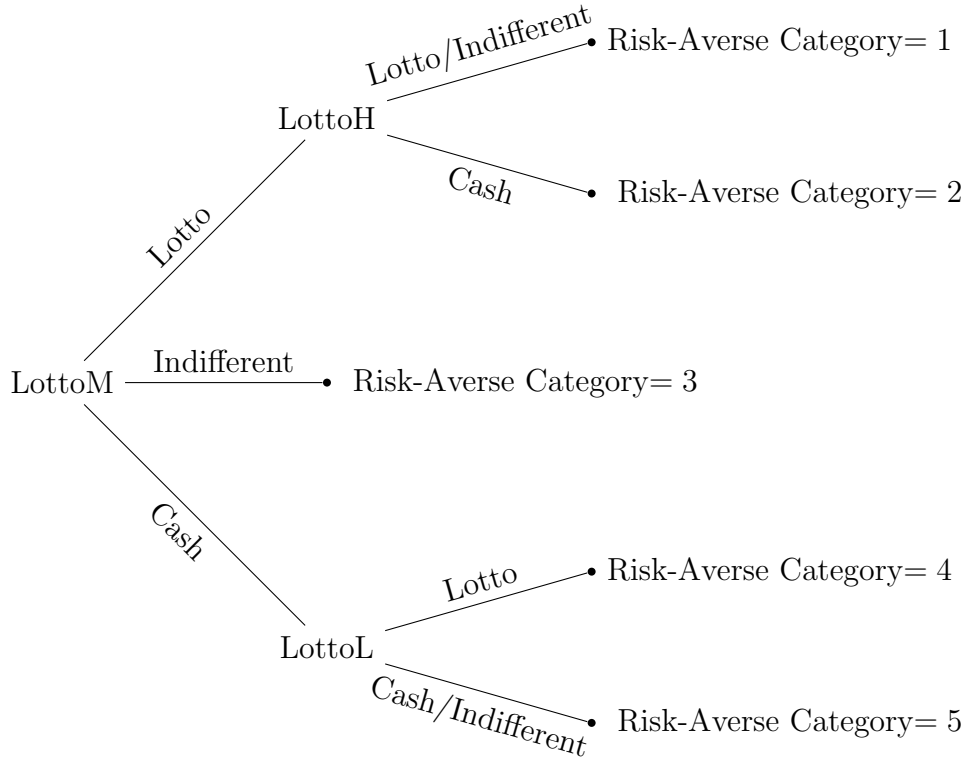 Lotto/Indifferent
Risk-Averse Category= 1
LottoH
Cash
Risk-Averse Category= 2
Lotto
Indifferent
LottoM
Risk-Averse Category= 3
Cash
Lotto
Risk-Averse Category= 4
LottoL
Cash/Indifferent
Risk-Averse Category= 5